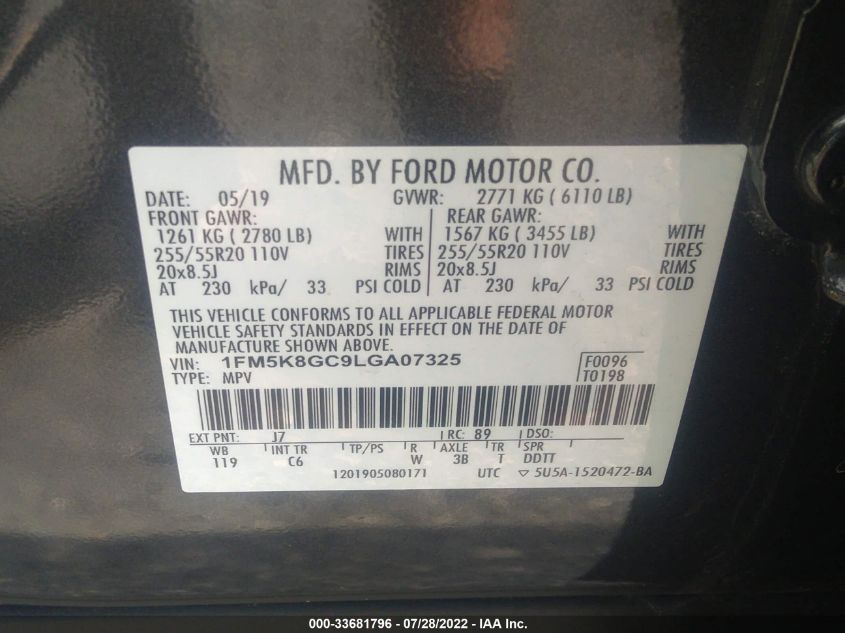 MFD. BY FORD MOTOR CO.
DATE: 05/19 GVWR: 2771 KG ( 6110 LB)
FRONT GAWR: REAR GAWR:
1261 KG ( 2780 LB) WITH 1567 KG ( 3455 LB) WITH
255/55R20 110V TIRES 255/55R20 110V TIRES
20x8.5J RIMS 20x8.5J RIMS
AT 230 kPa/ 33 PSI COLD AT 230 kPa/ 33 PSI COLD
THIS VEHICLE CONFORMS TO ALL APPLICABLE FEDERAL MOTOR
VEHICLE SAFETY STANDARDS IN EFFECT ON THE DATE OF
MANUFACTURE SHOWN ABOVE.
VIN: 1FM5K8GC9LGA07325 F0096
TYPE: MPV T0198
EXT PNT: J7 RC: 89 DSO:
WB INT TR TP/PS R AXLE TR SPR
119 C6 W 3B T DDTT
1201905080171 UTC ▽ 5U5A-1520472-BA
000-33681796 - 07/28/2022 - IAA Inc.